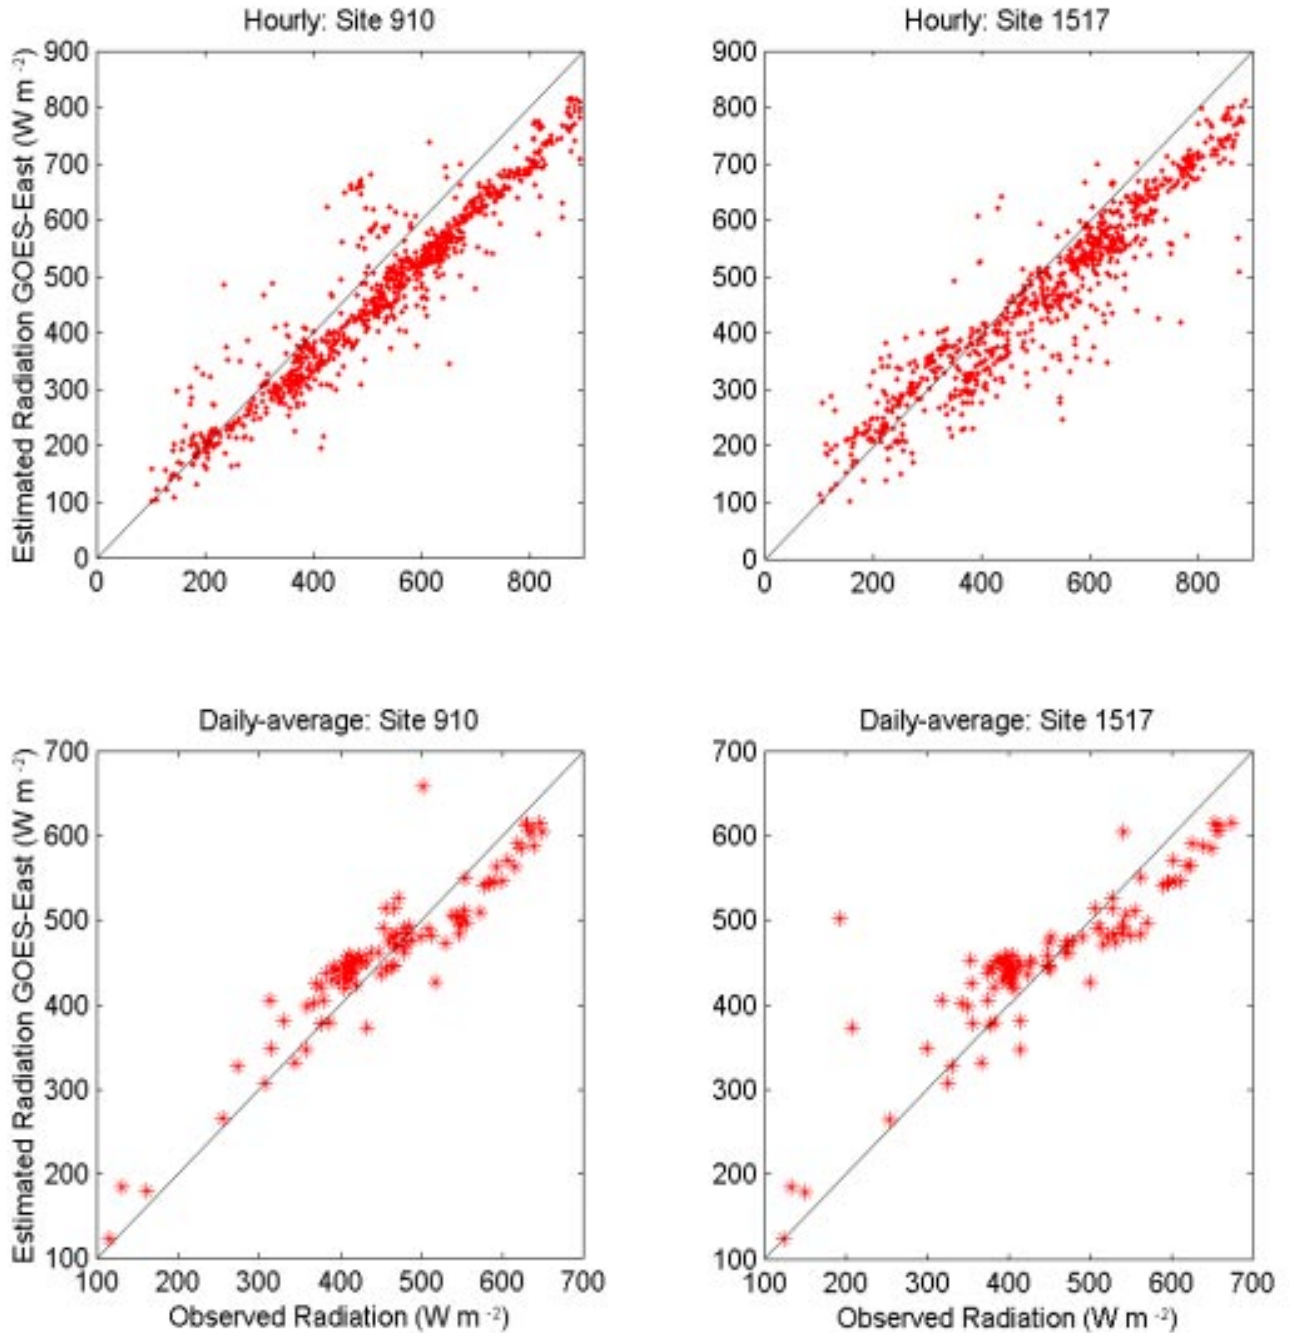 Hourly: Site 910
Hourly: Site 1517
Estimated Radiation GOES-East (W m -2)
900
800
700
600
500
400
300
200
100
0
0 200 400 600 800
900
800
700
600
500
400
300
200
100
0
0 200 400 600 800
Daily-average: Site 910
Daily-average: Site 1517
Estimated Radiation GOES-East (W m -2)
700
600
500
400
300
200
100
100 200 300 400 500 600 700
Observed Radiation (W m -2)
700
600
500
400
300
200
100
100 200 300 400 500 600 700
Observed Radiation (W m -2)